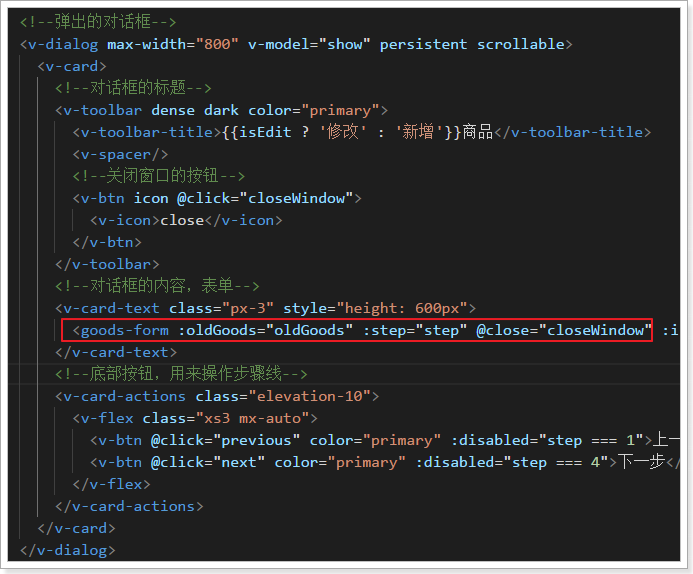 <!--弹出的对话框-->
<v-dialog max-width="800" v-model="show" persistent scrollable>
<v-card>
<!--对话框的标题-->
<v-toolbar dense dark color="primary">
<v-toolbar-title>{{isEdit ? '修改' : '新增'}}商品</v-toolbar-title>
<v-spacer/>
<!--关闭窗口的按钮-->
<v-btn icon @click="closeWindow">
<v-icon>close</v-icon>
</v-btn>
</v-toolbar>
<!--对话框的内容，表单-->
<v-card-text class="px-3" style="height: 600px">
<goods-form :oldGoods="oldGoods" :step="step" @close="closeWindow" :i
</v-card-text>
<!--底部按钮，用来操作步骤线-->
<v-card-actions class="elevation-10">
<v-flex class="xs3 mx-auto">
<v-btn @click="previous" color="primary" :disabled="step === 1">上一
<v-btn @click="next" color="primary" :disabled="step === 4">下一步</
</v-flex>
</v-card-actions>
</v-card>
</v-dialog>